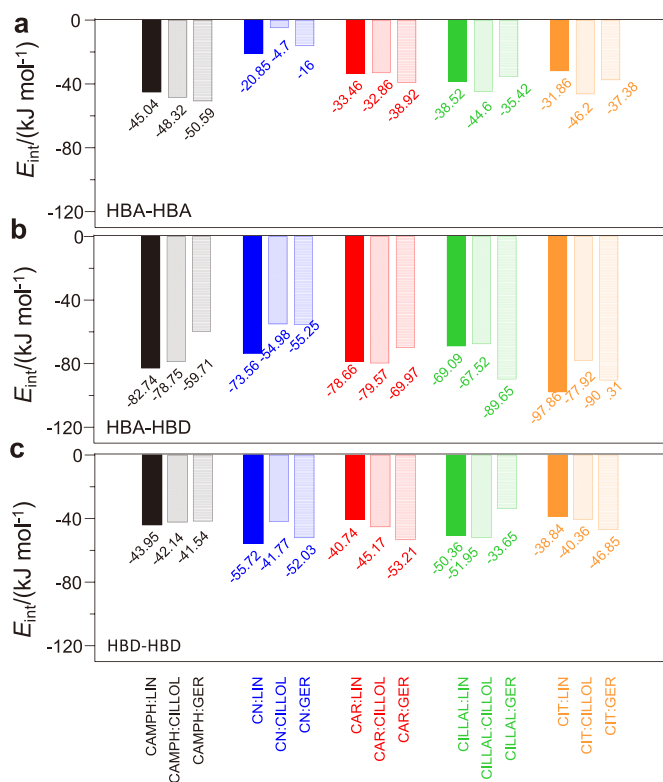 a
E_int/(kJ mol⁻¹)
0
-40
-80
-120
-45.04
-48.32
-50.59
-20.85
-4.7
-16
-33.46
-32.86
-38.92
-38.52
-44.6
-35.42
-31.86
-46.2
-37.38
HBA-HBA
b
E_int/(kJ mol⁻¹)
0
-40
-80
-120
-82.74
-78.75
-59.71
-73.56
-54.98
-55.25
-78.66
-79.57
-69.97
-69.09
-67.52
-89.65
-97.86
-77.92
-90 .31
HBA-HBD
c
E_int/(kJ mol⁻¹)
0
-40
-80
-120
-43.95
-42.14
-41.54
-55.72
-41.77
-52.03
-40.74
-45.17
-53.21
-50.36
-51.95
-33.65
-38.84
-40.36
-46.85
HBD-HBD
CAMPH:LIN
CAMPH:CILLOL
CAMPH:GER
CN:LIN
CN:CILLOL
CN:GER
CAR:LIN
CAR:CILLOL
CAR:GER
CILLAL:LIN
CILLAL:CILLOL
CILLAL:GER
CIT:LIN
CIT:CILLOL
CIT:GER